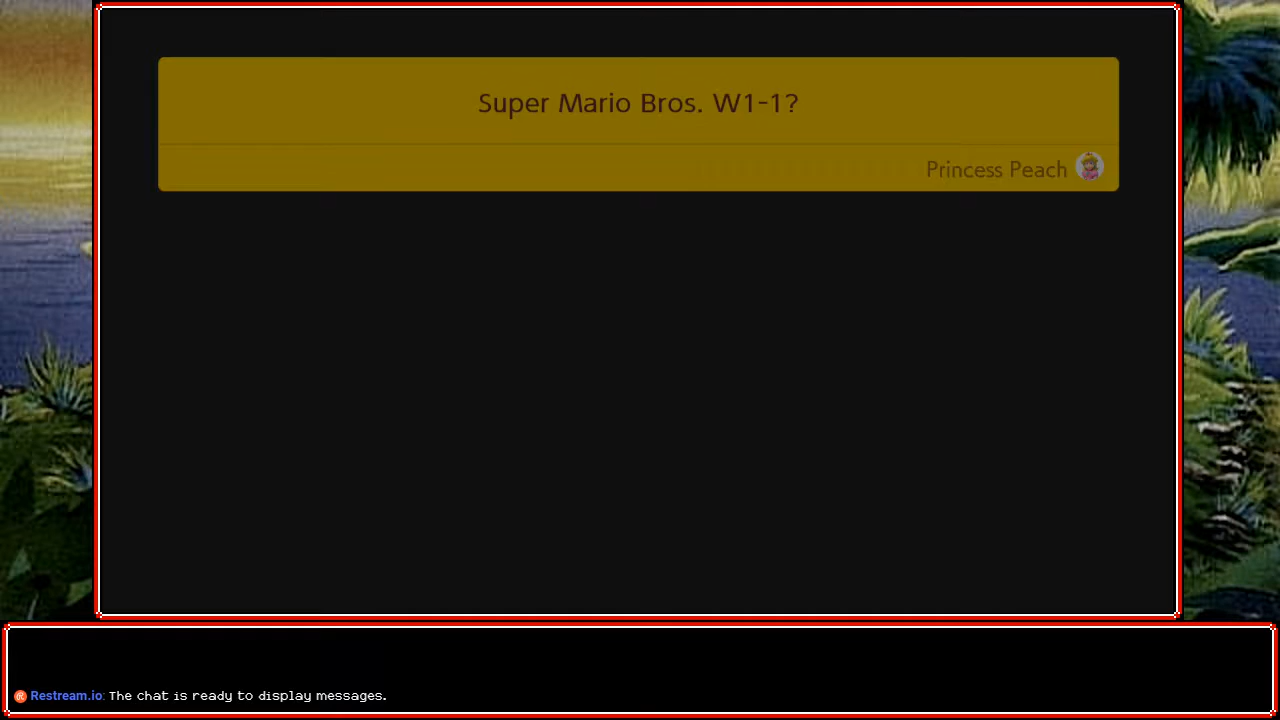 Super Mario Bros. W1-1?
Princess Peach
Restream.io: The chat is ready to display messages.